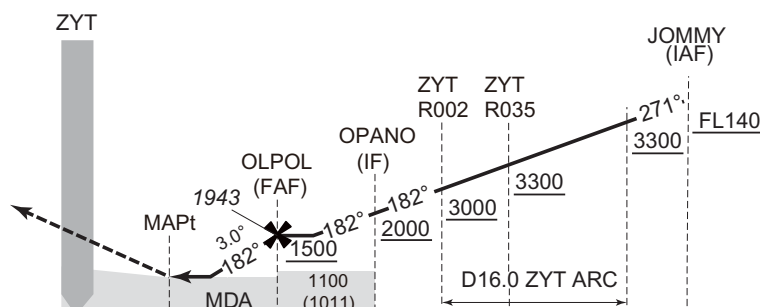 ZYT
JOMMY
(IAF)
ZYT
R002
ZYT
R035
271°
FL140
OPANO
(IF)
3300
OLPOL
(FAF)
3300
1943
182°
3000
MAPt
182°
2000
3.0°
182°
1500
1100
(1011)
D16.0 ZYT ARC
MDA